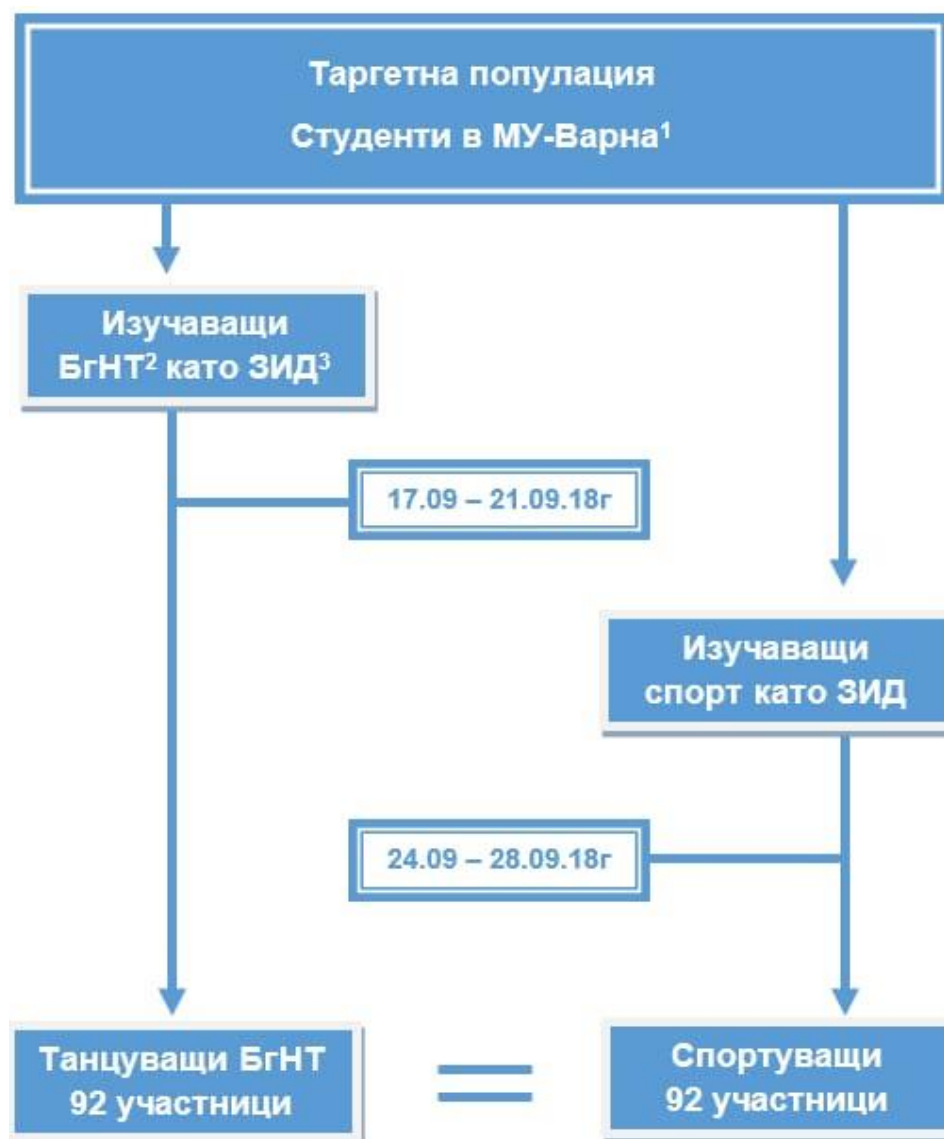 Таргетна популация
Студенти в МУ-Варна¹
Изучаващи
БгНТ² като ЗИД³
17.09 – 21.09.18г
Изучаващи
спорт като ЗИД
24.09 – 28.09.18г
Танцуващи БгНТ
92 участници
=
Спортуващи
92 участници